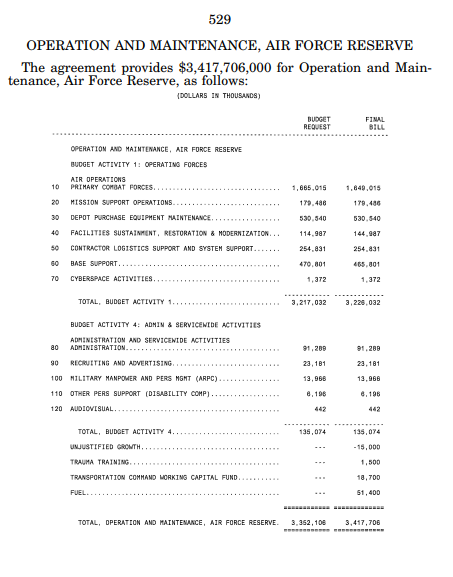 529
OPERATION AND MAINTENANCE, AIR FORCE RESERVE
The agreement provides $3,417,706,000 for Operation and Main-
tenance, Air Force Reserve, as follows:
(DOLLARS IN THOUSANDS)
BUDGET FINAL
REQUEST BILL
OPERATION AND MAINTENANCE, AIR FORCE RESERVE
BUDGET ACTIVITY 1: OPERATING FORCES
AIR OPERATIONS
10 PRIMARY COMBAT FORCES............................... 1,665,015 1,649,015
20 MISSION SUPPORT OPERATIONS.......................... 179,486 179,486
30 DEPOT PURCHASE EQUIPMENT MAINTENANCE................ 530,540 530,540
40 FACILITIES SUSTAINMENT, RESTORATION & MODERNIZATION... 114,987 144,987
50 CONTRACTOR LOGISTICS SUPPORT AND SYSTEM SUPPORT....... 254,831 254,831
60 BASE SUPPORT........................................ 470,801 465,801
70 CYBERSPACE ACTIVITIES............................... 1,372 1,372
TOTAL, BUDGET ACTIVITY 1.......................... 3,217,032 3,226,032
BUDGET ACTIVITY 4: ADMIN & SERVICEWIDE ACTIVITIES
ADMINISTRATION AND SERVICEWIDE ACTIVITIES
80 ADMINISTRATION...................................... 91,289 91,289
90 RECRUITING AND ADVERTISING.......................... 23,181 23,181
100 MILITARY MANPOWER AND PERS MGMT (ARPC)............... 13,966 13,966
110 OTHER PERS SUPPORT (DISABILITY COMP)................. 6,196 6,196
120 AUDIOVISUAL......................................... 442 442
TOTAL, BUDGET ACTIVITY 4.......................... 135,074 135,074
UNJUSTIFIED GROWTH.................................. --- -15,000
TRAUMA TRAINING..................................... --- 1,500
TRANSPORTATION COMMAND WORKING CAPITAL FUND.......... --- 18,700
FUEL................................................ --- 51,400
TOTAL, OPERATION AND MAINTENANCE, AIR FORCE RESERVE. 3,352,106 3,417,706